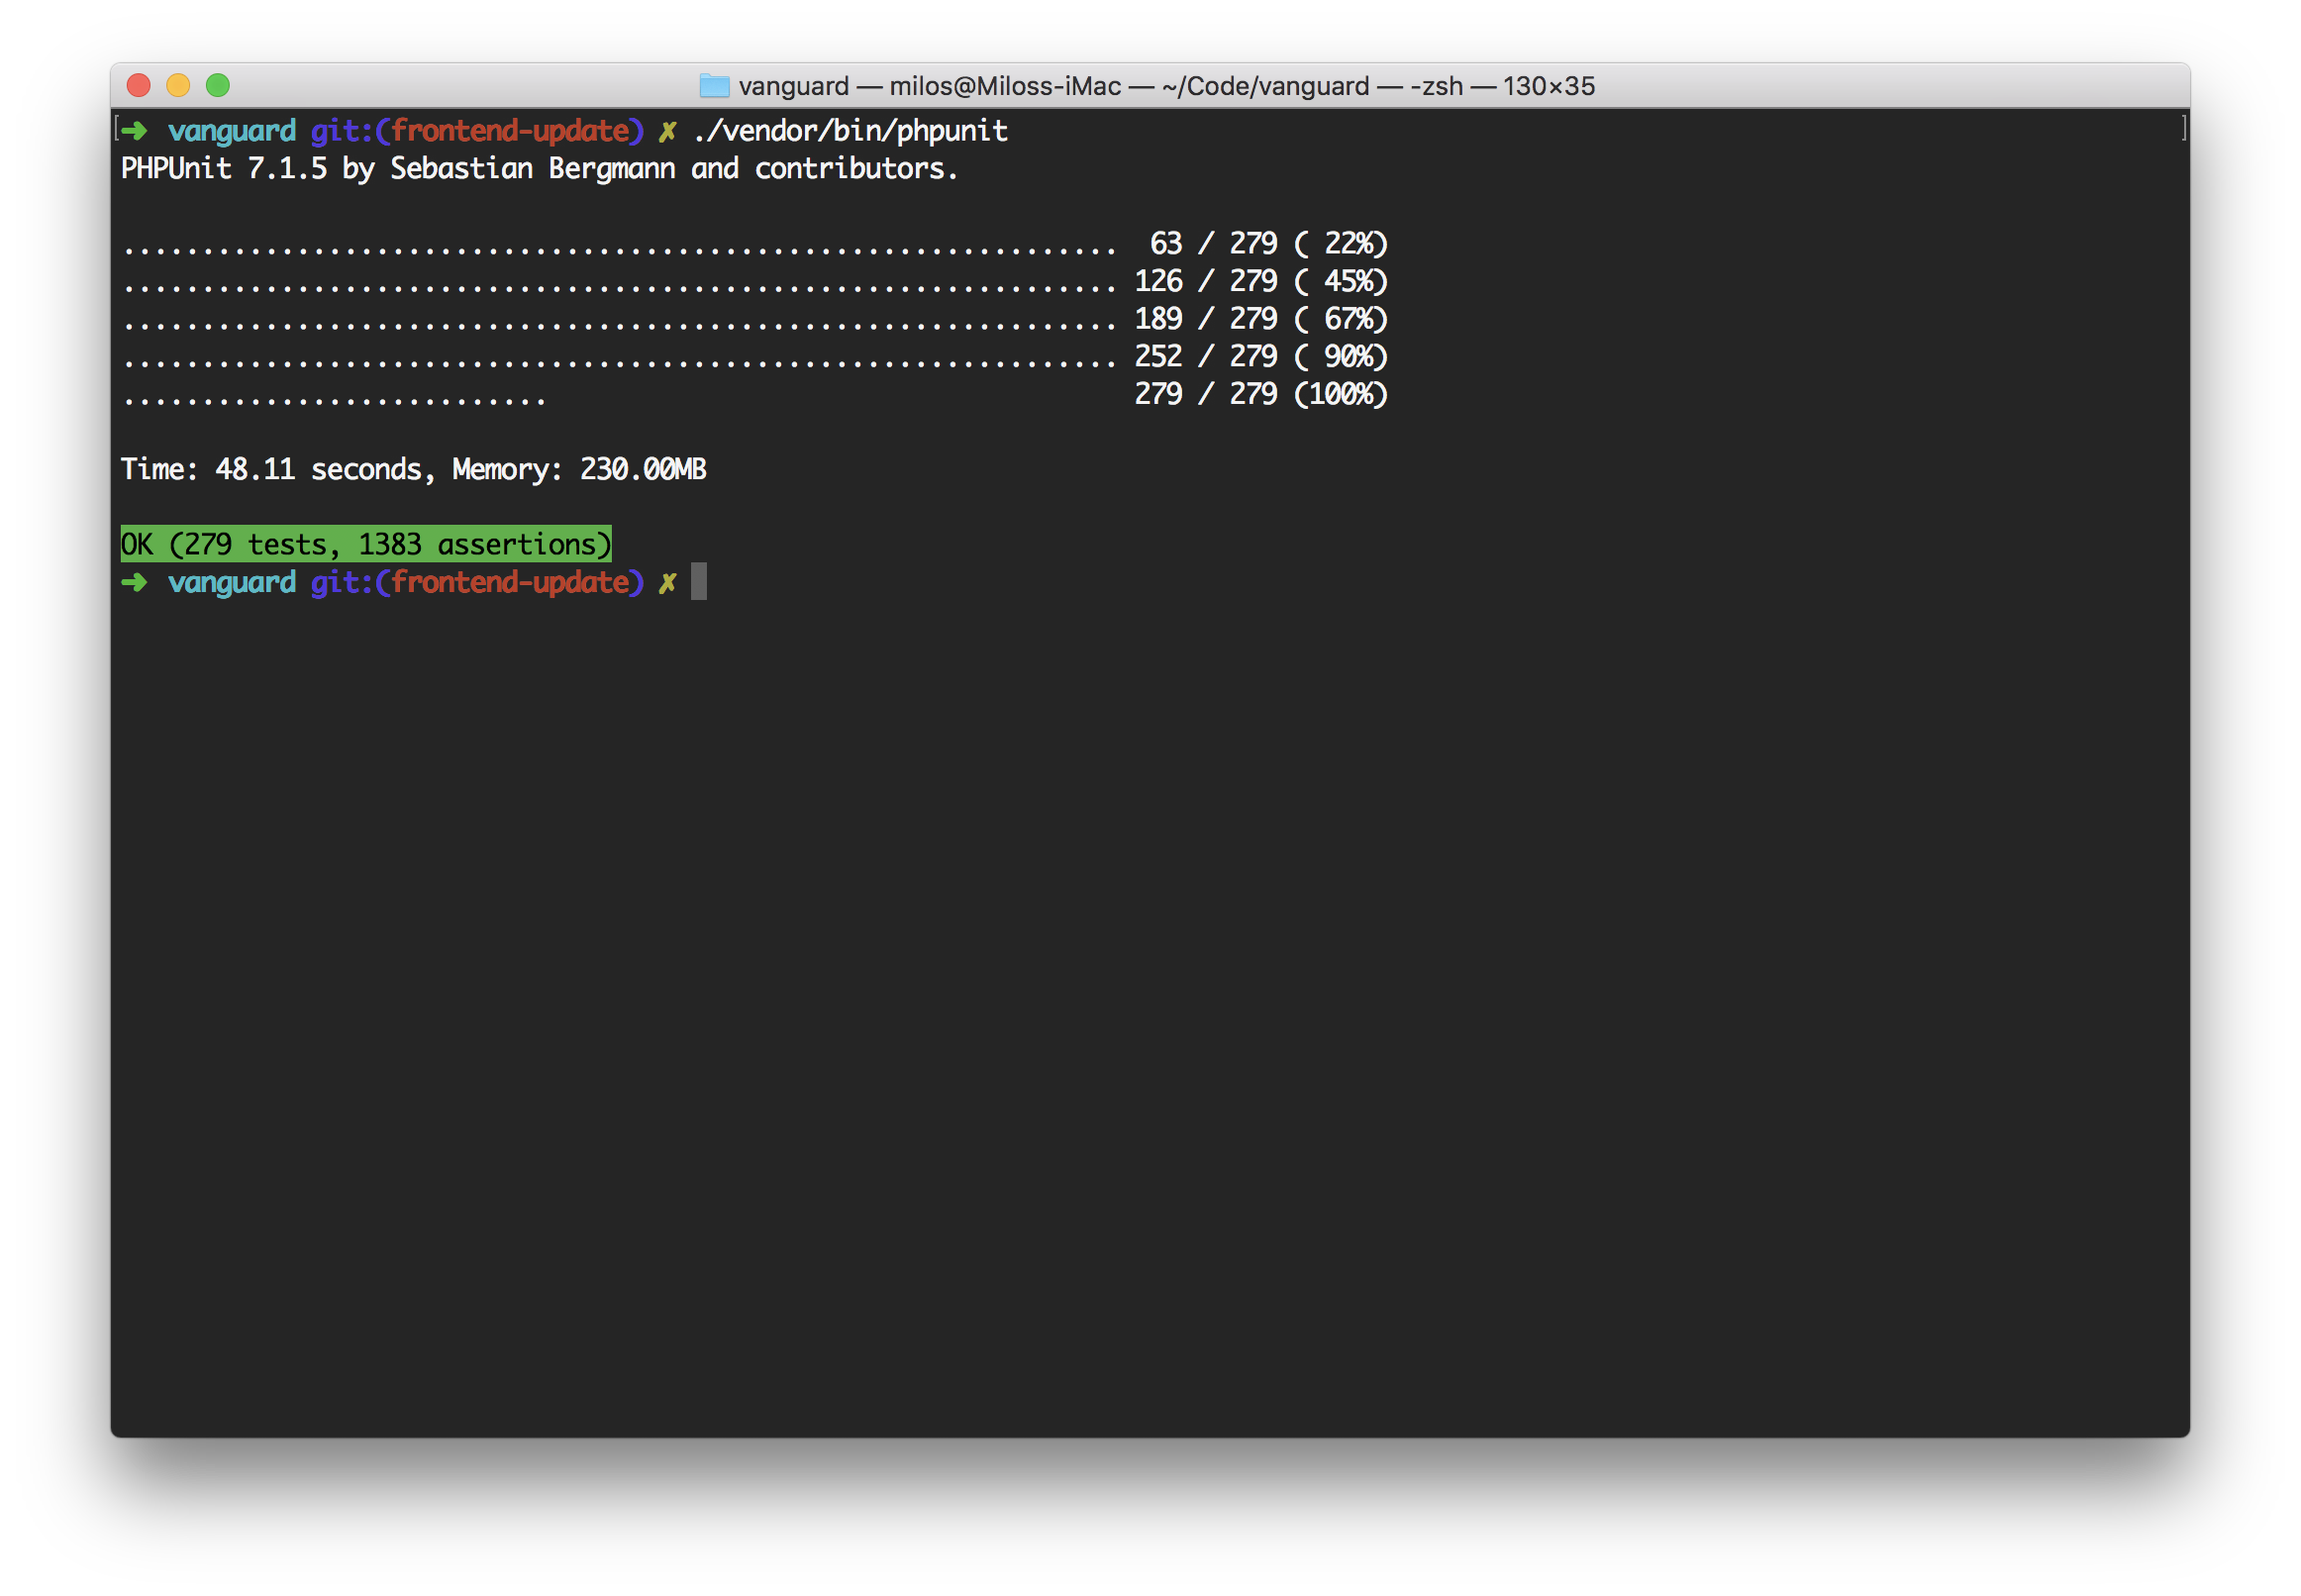 vanguard — milos@Miloss-iMac — ~/Code/vanguard — -zsh — 130×35
[➜ vanguard git:(frontend-update) ✗ ./vendor/bin/phpunit ]
PHPUnit 7.1.5 by Sebastian Bergmann and contributors.
............................................................... 63 / 279 ( 22%)
............................................................... 126 / 279 ( 45%)
............................................................... 189 / 279 ( 67%)
............................................................... 252 / 279 ( 90%)
........................... 279 / 279 (100%)
Time: 48.11 seconds, Memory: 230.00MB
OK (279 tests, 1383 assertions)
➜ vanguard git:(frontend-update) ✗